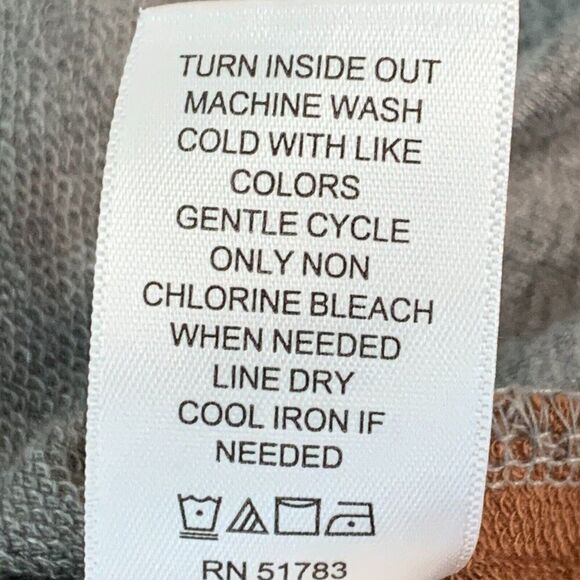 TURN INSIDE OUT
MACHINE WASH
COLD WITH LIKE
COLORS
GENTLE CYCLE
ONLY NON
CHLORINE BLEACH
WHEN NEEDED
LINE DRY
COOL IRON IF
NEEDED
RN 51783